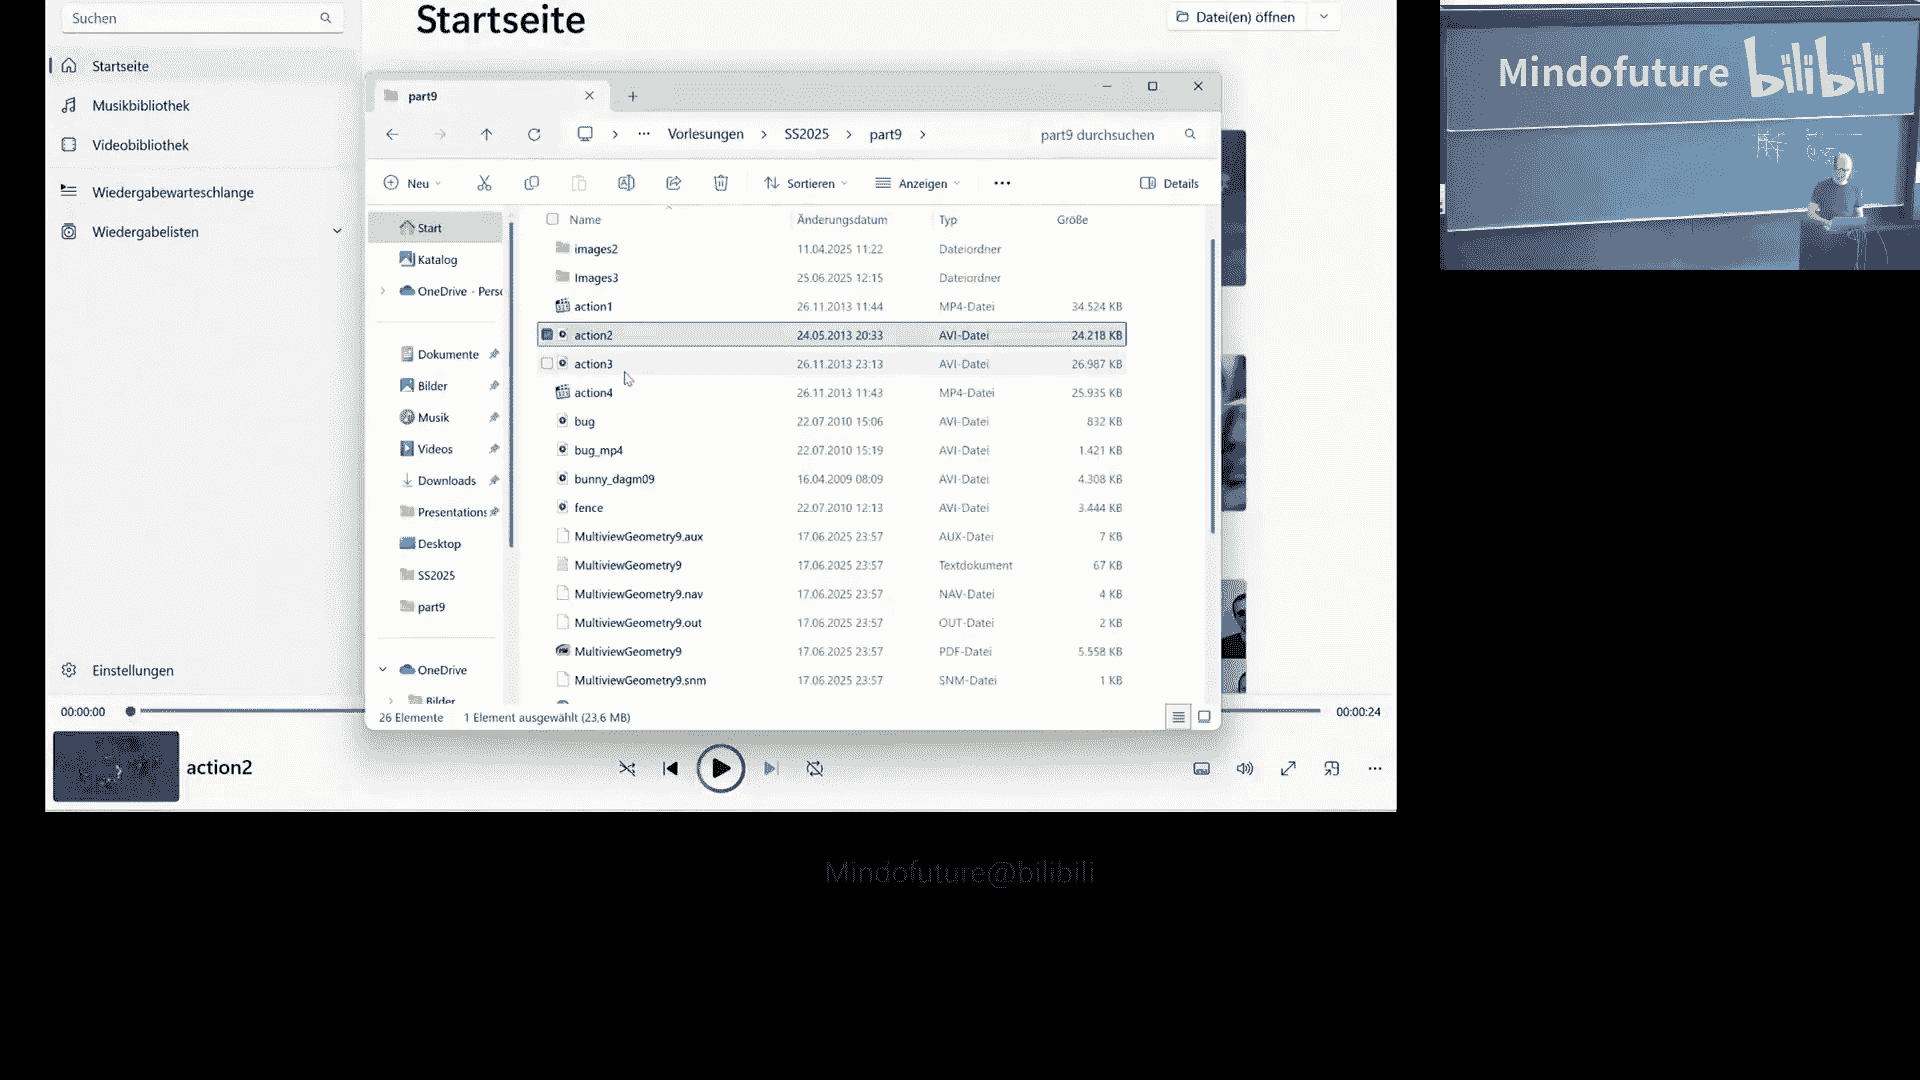 Suchen
Startseite
Datei(en) öffnen
Startseite
Musikbibliothek
Videobibliothek
Wiedergabewarteschlange
Wiedergabelisten
Einstellungen
part9
Vorlesungen > SS2025 > part9 >
part9 durchsuchen
Neu
Sortieren
Anzeigen
Details
Start
Katalog
OneDrive - Pers
Dokumente
Bilder
Musik
Videos
Downloads
Presentations
Desktop
SS2025
part9
OneDrive
Bilder
Name Änderungsdatum Typ Größe
images2 11.04.2025 11:22 Dateiordner
Images3 25.06.2025 12:15 Dateiordner
action1 26.11.2013 11:44 MP4-Datei 34.524 KB
action2 24.05.2013 20:33 AVI-Datei 24.218 KB
action3 26.11.2013 23:13 AVI-Datei 26.987 KB
action4 26.11.2013 11:43 MP4-Datei 25.935 KB
bug 22.07.2010 15:06 AVI-Datei 832 KB
bug_mp4 22.07.2010 15:19 AVI-Datei 1.421 KB
bunny_dagm09 16.04.2009 08:09 AVI-Datei 4.308 KB
fence 22.07.2010 12:13 AVI-Datei 3.444 KB
MultiviewGeometry9.aux 17.06.2025 23:57 AUX-Datei 7 KB
MultiviewGeometry9 17.06.2025 23:57 Textdokument 67 KB
MultiviewGeometry9.nav 17.06.2025 23:57 NAV-Datei 4 KB
MultiviewGeometry9.out 17.06.2025 23:57 OUT-Datei 2 KB
MultiviewGeometry9 17.06.2025 23:57 PDF-Datei 5.558 KB
MultiviewGeometry9.snm 17.06.2025 23:57 SNM-Datei 1 KB
26 Elemente 1 Element ausgewählt (23,6 MB)
00:00:00
00:00:24
action2
Mindofuture bilibili
Mindofuture@bilibili